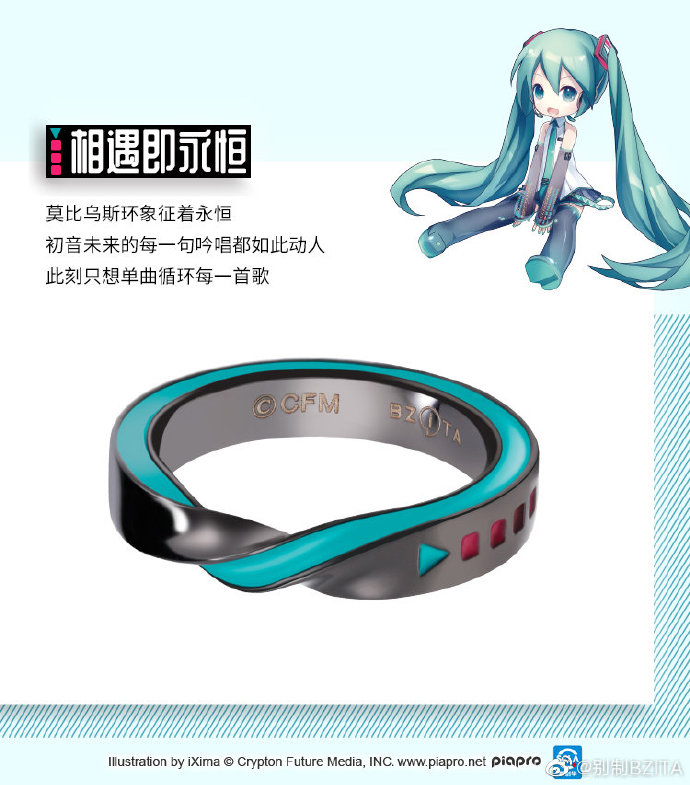 相遇即永恒
莫比乌斯环象征着永恒
初音未来的每一句吟唱都如此动人
此刻只想单曲循环每一首歌
©CFM
BZiTA
Illustration by iXima © Crypton Future Media, INC. www.piapro.net piapro
@别制BZITA